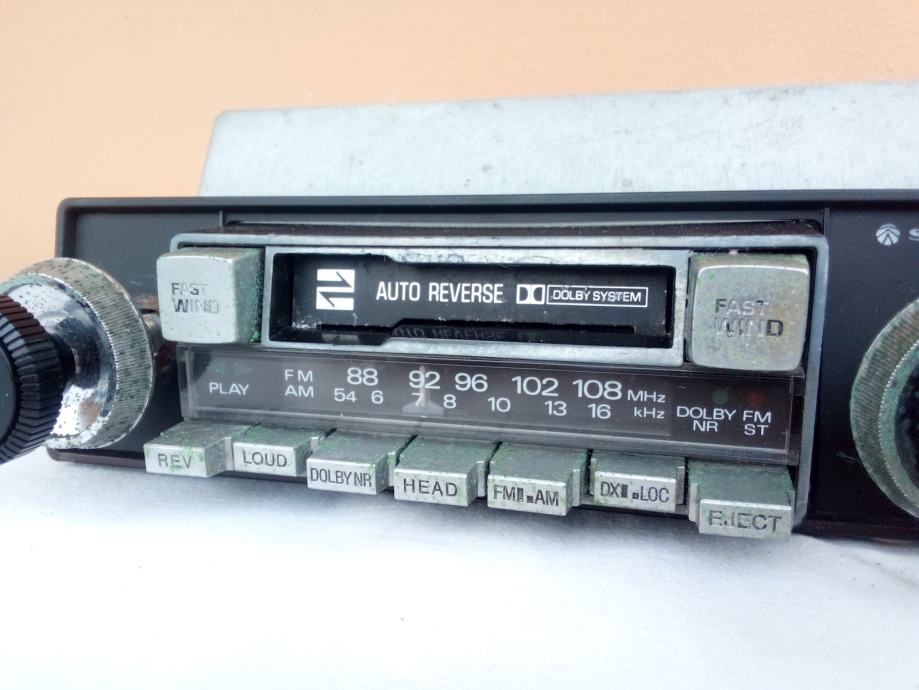 FAST
WIND
AUTO REVERSE DOLBY SYSTEM
FAST
WIND
PLAY
FM 88 92 96 102 108 MHz
AM 54 6 7 8 10 13 16 kHz
DOLBY NR
FM ST
REV
LOUD
DOLBY NR
HEAD
FM AM
DX LOC
EJECT